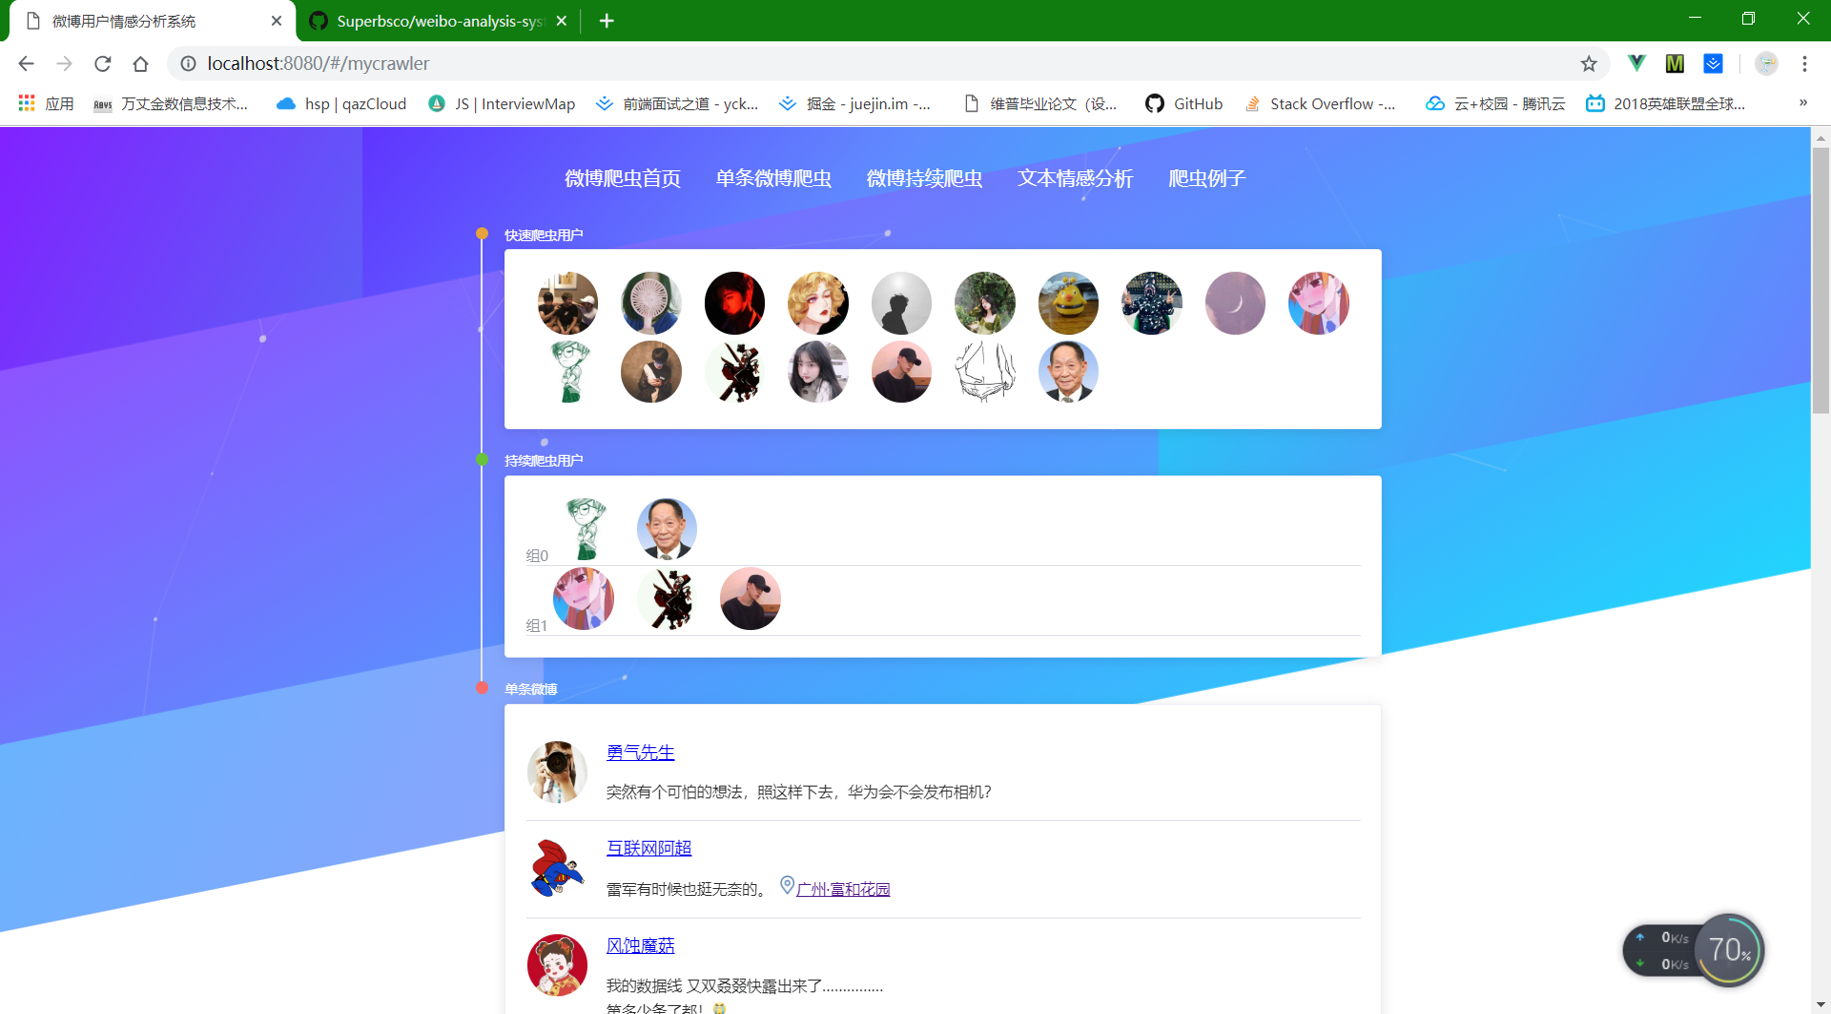 微博用户情感分析系统
Superbsco/weibo-analysis-sys
localhost:8080/#/mycrawler
应用
万丈金数信息技术...
hsp | qazCloud
JS | InterviewMap
前端面试之道 - yck...
掘金 - juejin.im -...
维普毕业论文（设...
GitHub
Stack Overflow -...
云+校园 - 腾讯云
2018英雄联盟全球...
»
微博爬虫首页
单条微博爬虫
微博持续爬虫
文本情感分析
爬虫例子
快速爬虫用户
持续爬虫用户
组0
组1
单条微博
勇气先生
突然有个可怕的想法，照这样下去，华为会不会发布相机？
互联网阿超
雷军有时候也挺无奈的。 广州·富和花园
风蚀魔菇
我的数据线 又双叒叕快露出来了...............
第多少条了都！
0K/s
0K/s
70%